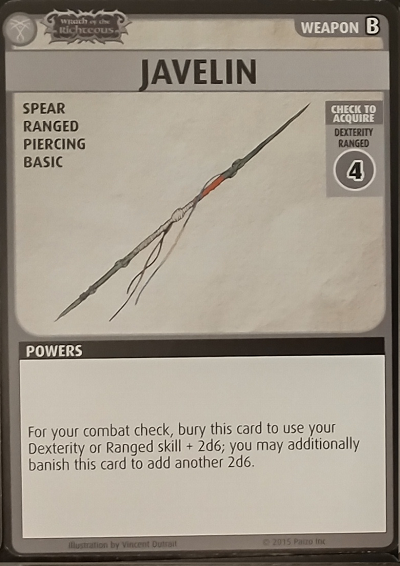 Wrath of the
Righteous
WEAPON B
JAVELIN
SPEAR
RANGED
PIERCING
BASIC
CHECK TO
ACQUIRE
DEXTERITY
RANGED
4
POWERS
For your combat check, bury this card to use your
Dexterity or Ranged skill + 2d6; you may additionally
banish this card to add another 2d6.
Illustration by Vincent Dutrait
© 2015 Paizo Inc